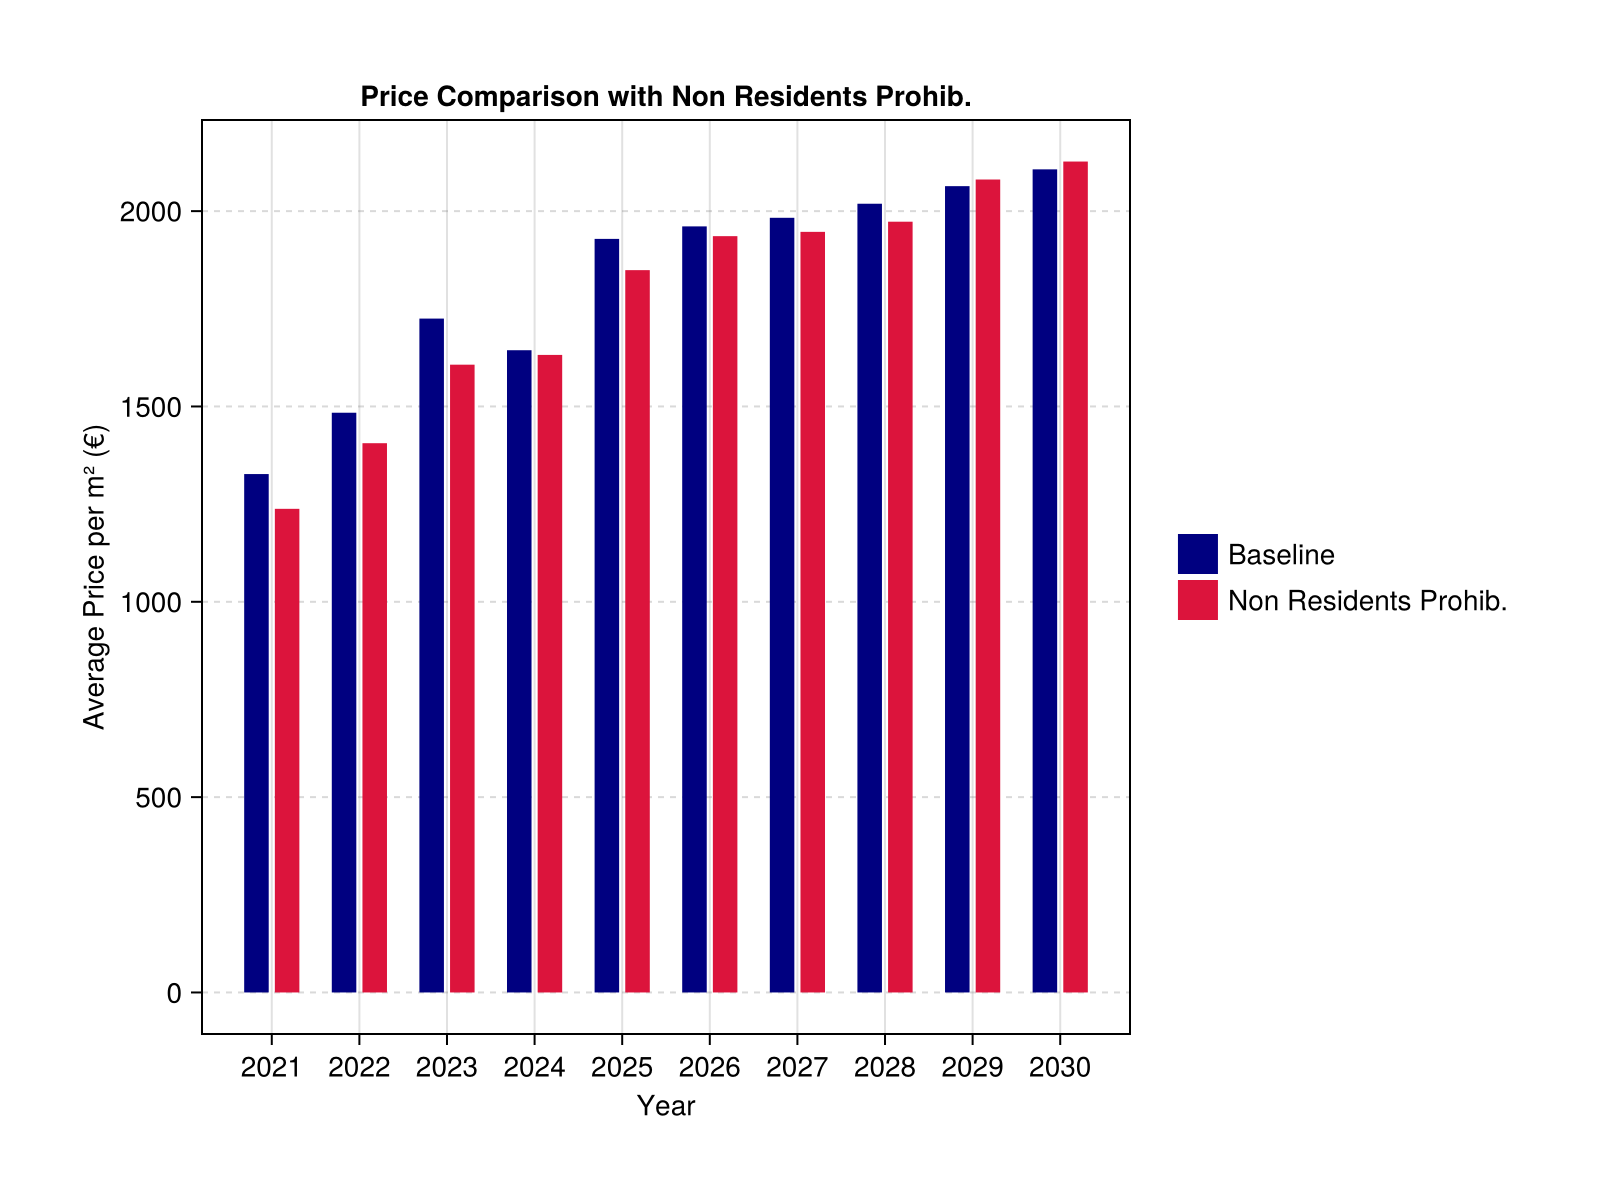 Price Comparison with Non Residents Prohib.
Average Price per m² (€)
2000
1500
1000
500
0
2021 2022 2023 2024 2025 2026 2027 2028 2029 2030
Year
Baseline
Non Residents Prohib.